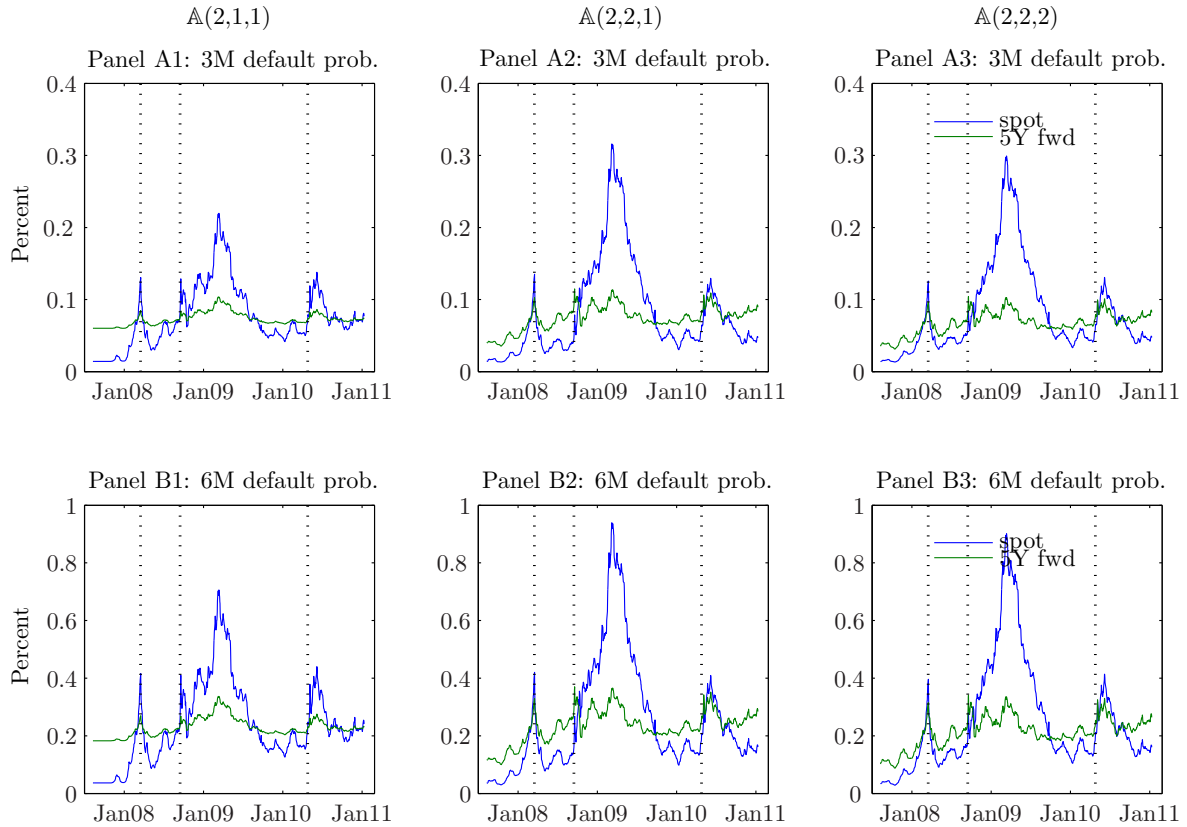 𝔸(2,1,1)
𝔸(2,2,1)
𝔸(2,2,2)
Panel A1: 3M default prob.
Panel A2: 3M default prob.
Panel A3: 3M default prob.
0.4
0.3
0.2
0.1
0
Percent
Jan08
Jan09
Jan10
Jan11
0.4
0.3
0.2
0.1
0
Jan08
Jan09
Jan10
Jan11
0.4
0.3
0.2
0.1
0
spot
5Y fwd
Jan08
Jan09
Jan10
Jan11
Panel B1: 6M default prob.
Panel B2: 6M default prob.
Panel B3: 6M default prob.
1
0.8
0.6
0.4
0.2
0
Percent
Jan08
Jan09
Jan10
Jan11
1
0.8
0.6
0.4
0.2
0
Jan08
Jan09
Jan10
Jan11
1
0.8
0.6
0.4
0.2
0
spot
5Y fwd
Jan08
Jan09
Jan10
Jan11